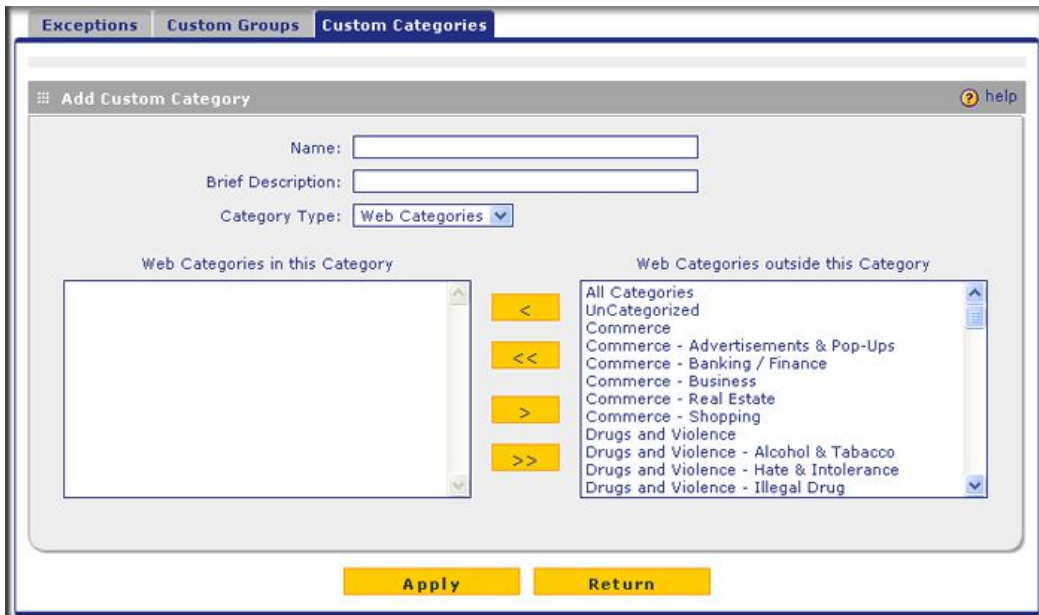 Exceptions Custom Groups Custom Categories
Add Custom Category ? help
Name:
Brief Description:
Category Type: Web Categories
Web Categories in this Category
<
<<
>
>>
Web Categories outside this Category
All Categories
UnCategorized
Commerce
Commerce - Advertisements & Pop-Ups
Commerce - Banking / Finance
Commerce - Business
Commerce - Real Estate
Commerce - Shopping
Drugs and Violence
Drugs and Violence - Alcohol & Tabacco
Drugs and Violence - Hate & Intolerance
Drugs and Violence - Illegal Drug
Apply Return